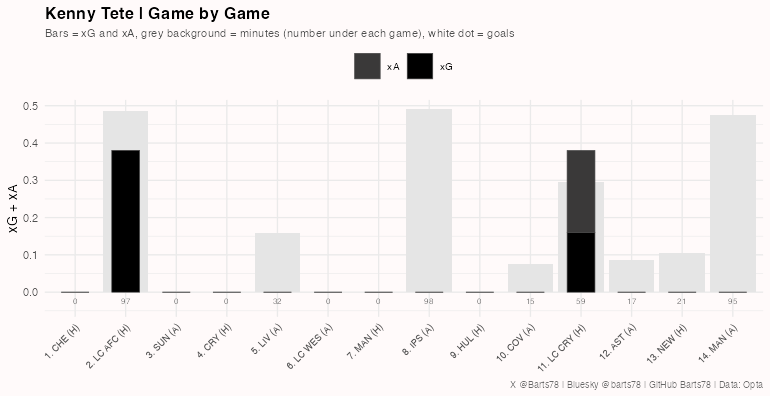 Kenny Tete | Game by Game
Bars = xG and xA, grey background = minutes (number under each game), white dot = goals
xA xG
xG + xA
0.5
0.4
0.3
0.2
0.1
0.0
0 97 0 0 32 0 0 98 0 15 59 17 21 95
1. CHE (H)
2. LC AFC (H)
3. SUN (A)
4. CRY (H)
5. LIV (A)
6. LC WES (A)
7. MAN (H)
8. IPS (A)
9. HUL (H)
10. COV (A)
11. LC CRY (H)
12. AST (A)
13. NEW (H)
14. MAN (A)
X @Barts78 | Bluesky @barts78 | GitHub Barts78 | Data: Opta